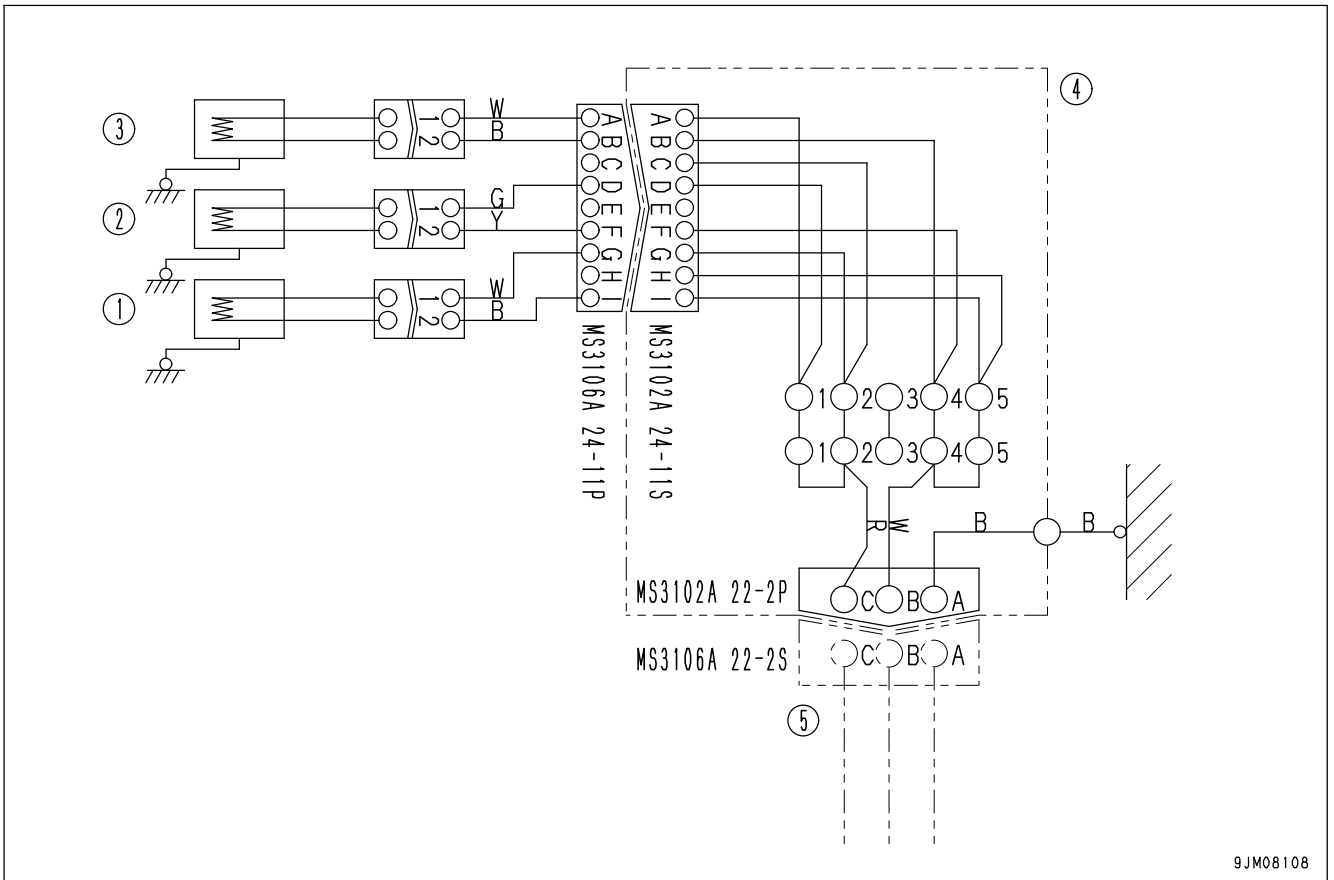 4
3
1
2
W
B
2
1
2
G
Y
1
1
2
W
B
A
B
C
D
E
F
G
H
I
A
B
C
D
E
F
G
H
I
MS3106A 24-11P
MS3102A 24-11S
1 2 3 4 5
1 2 3 4 5
R
W
B
B
MS3102A 22-2P
C B A
MS3106A 22-2S
C B A
5
9JM08108